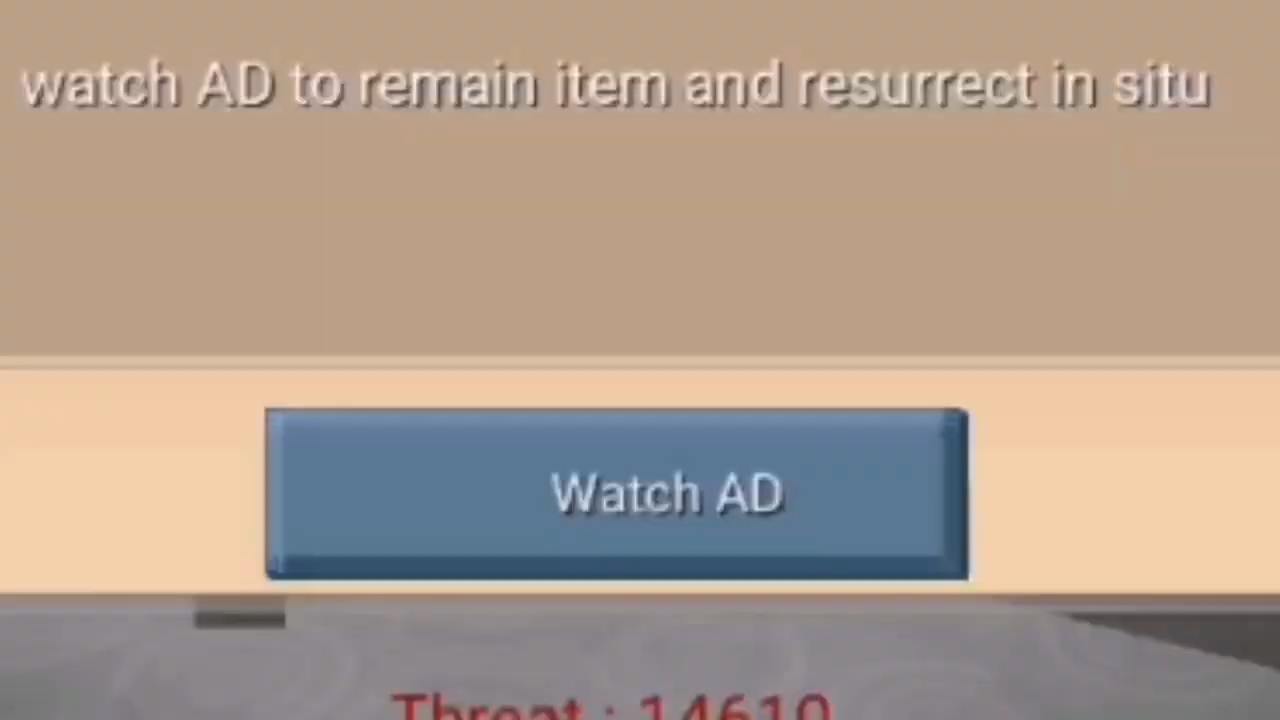 watch AD to remain item and resurrect in situ
Watch AD
Threat : 14610